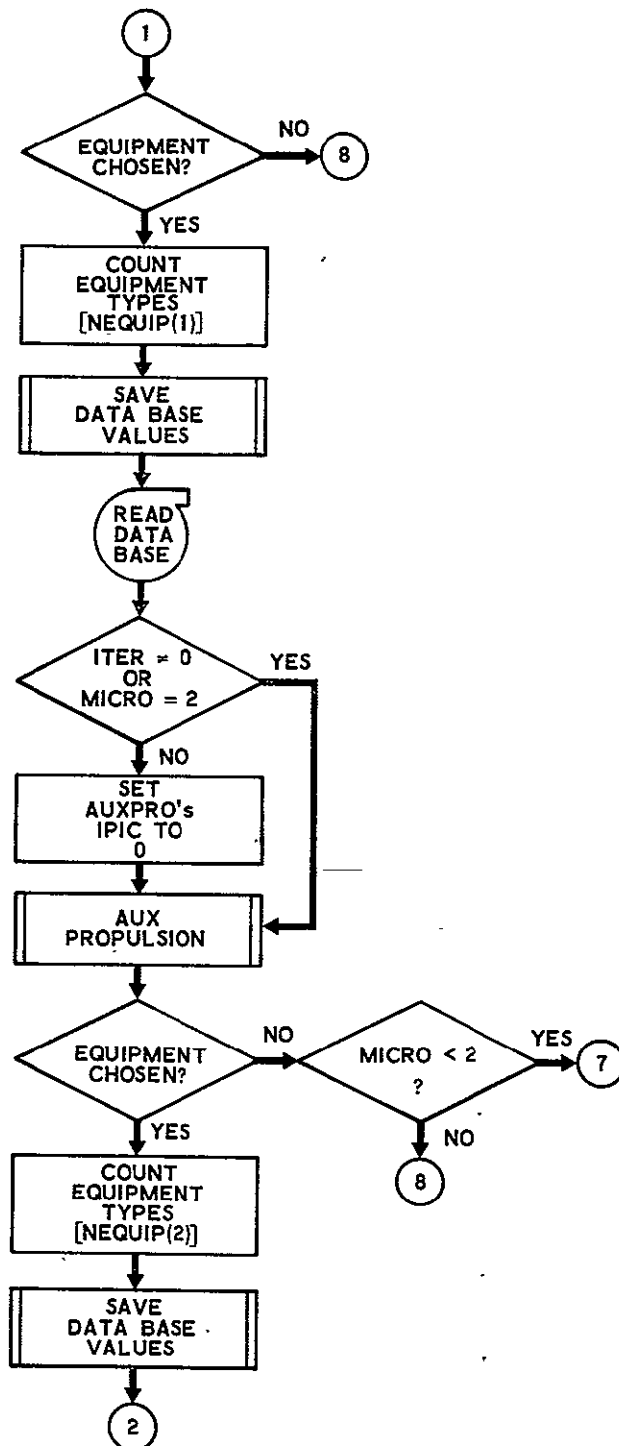 1
EQUIPMENT
CHOSEN?
NO
8
YES
COUNT
EQUIPMENT
TYPES
[NEQUIP(1)]
SAVE
DATA BASE
VALUES
READ
DATA
BASE
ITER ≠ 0
OR
MICRO = 2
YES
NO
SET
AUXPRO's
IPIC TO
0
AUX
PROPULSION
EQUIPMENT
CHOSEN?
NO
MICRO < 2
?
YES
7
NO
8
YES
COUNT
EQUIPMENT
TYPES
[NEQUIP(2)]
SAVE
DATA BASE
VALUES
2